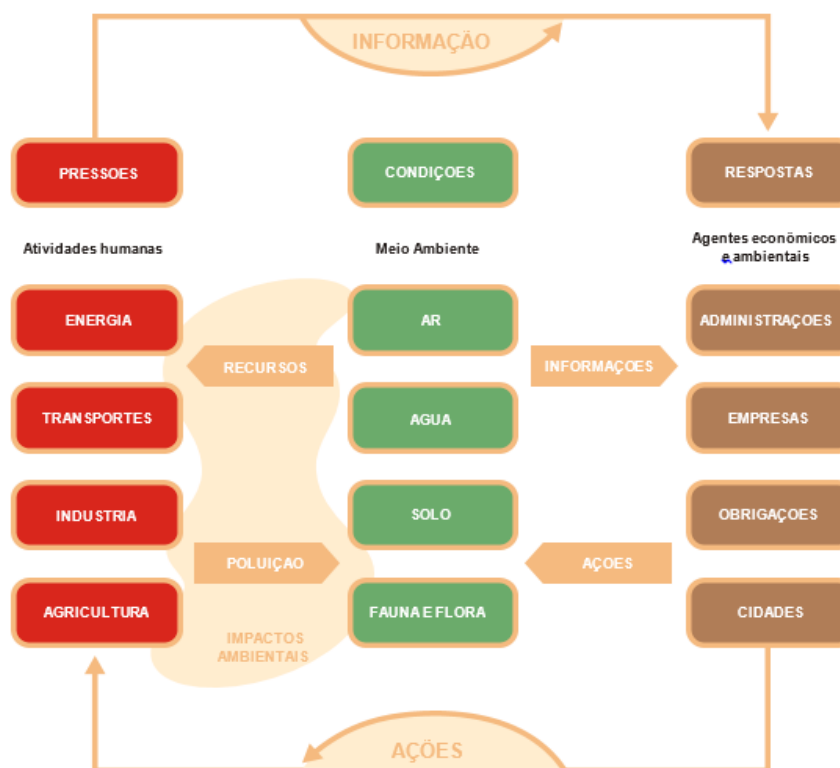 INFORMAÇÃO
PRESSOES
CONDIÇOES
RESPOSTAS
Atividades humanas
Meio Ambiente
Agentes econômicos
e ambientais
ENERGIA
AR
ADMINISTRAÇOES
RECURSOS
INFORMAÇOES
TRANSPORTES
AGUA
EMPRESAS
INDUSTRIA
SOLO
OBRIGAÇOES
POLUIÇAO
AÇOES
AGRICULTURA
FAUNA E FLORA
CIDADES
IMPACTOS
AMBIENTAIS
AÇÕES